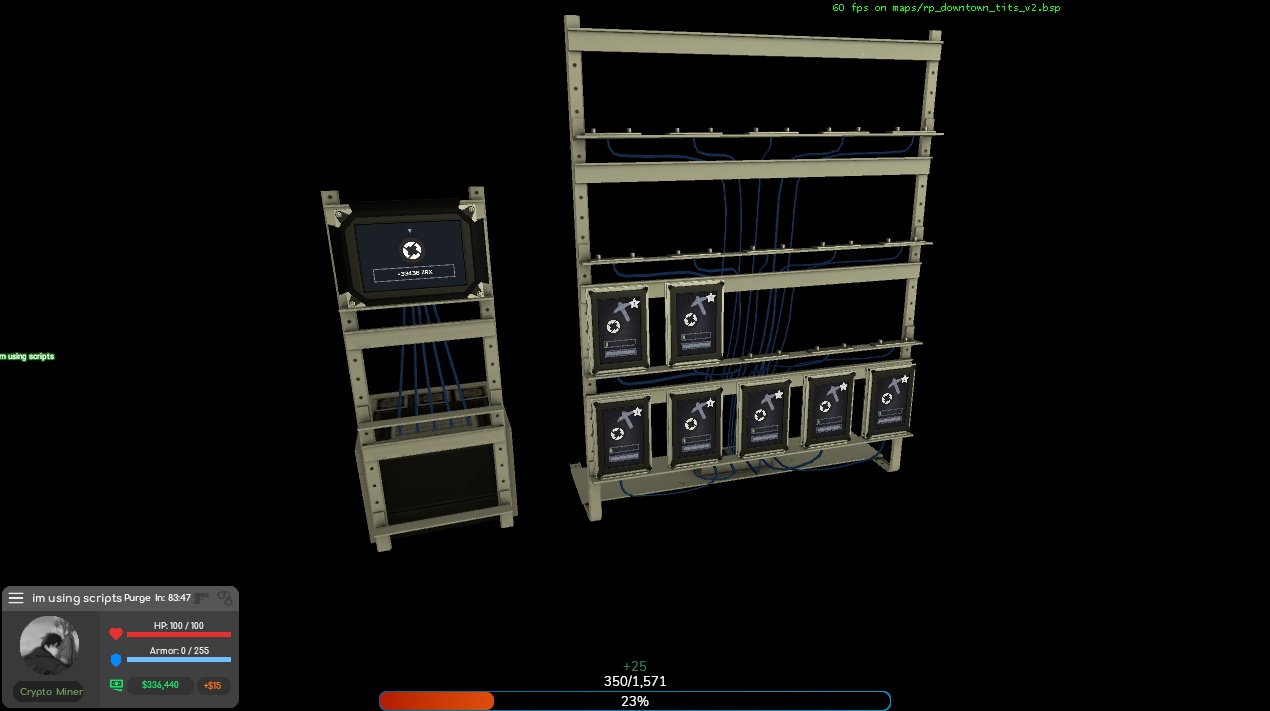 60 fps on maps/rp_downtown_tits_v2.bsp
m using scripts
im using scripts Purge In: 83:47
HP: 100 / 100
Armor: 0 / 255
Crypto Miner
$336,440
+$15
+25
350/1,571
23%